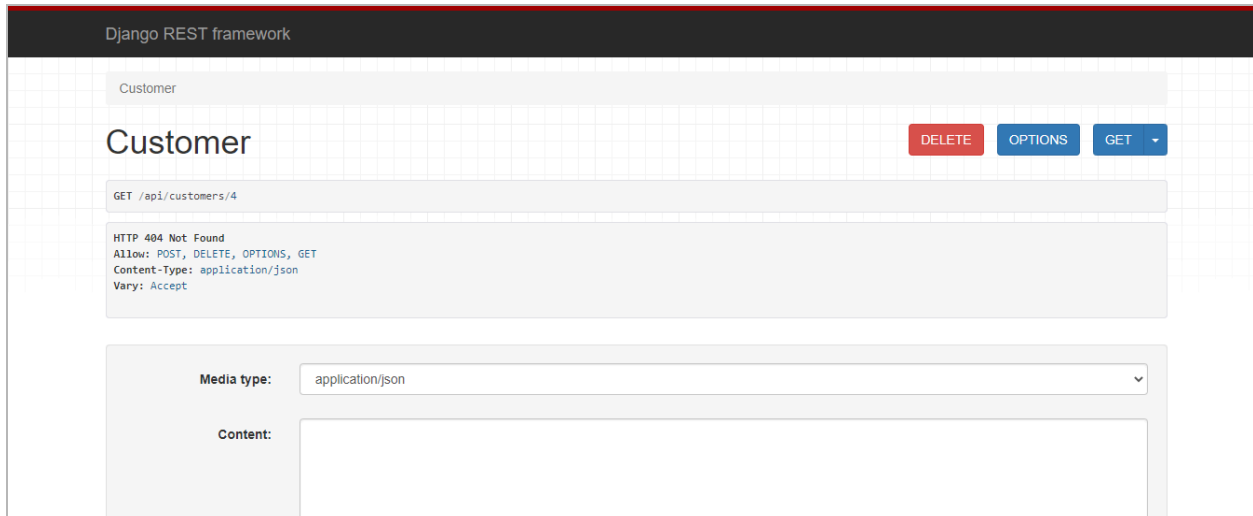 Django REST framework
Customer
Customer
DELETE
OPTIONS
GET
GET /api/customers/4
HTTP 404 Not Found
Allow: POST, DELETE, OPTIONS, GET
Content-Type: application/json
Vary: Accept
Media type:
application/json
Content: